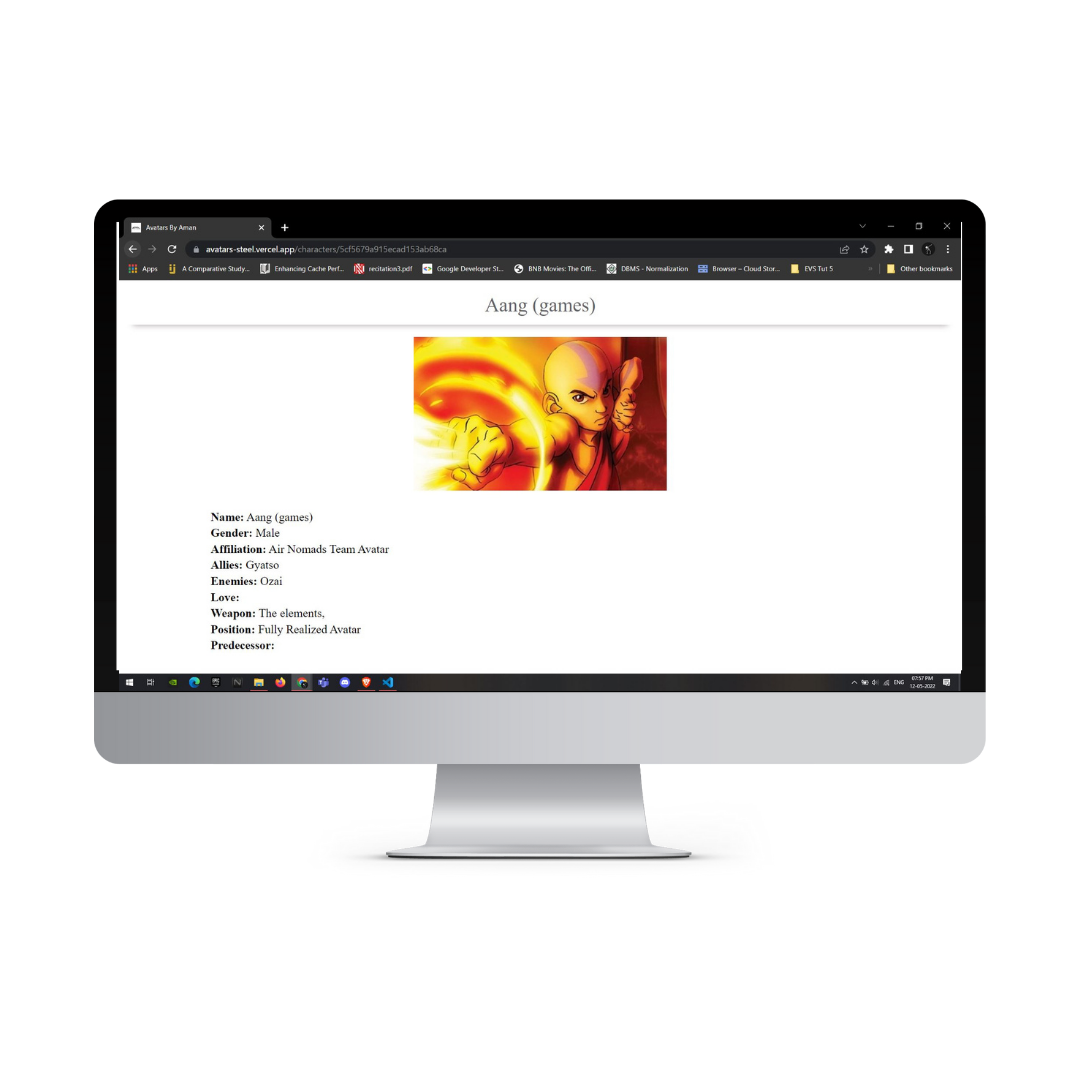 Avatars By Aman
avatars-steel.vercel.app/characters/5cf5679a915ecad153ab68ca
Apps A Comparative Study... Enhancing Cache Perf... recitation3.pdf Google Developer St... BNB Movies: The Offi... DBMS - Normalization Browser – Cloud Stor... EVS Tut 5 » Other bookmarks
Aang (games)
Name: Aang (games)
Gender: Male
Affiliation: Air Nomads Team Avatar
Allies: Gyatso
Enemies: Ozai
Love:
Weapon: The elements,
Position: Fully Realized Avatar
Predecessor:
ENG
07:57 PM
12-05-2022